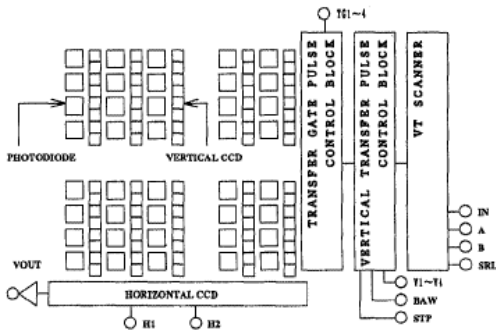 TG1~4
TRANSFER GATE PULSE
CONTROL BLOCK
VERTICAL TRANSFER PULSE
CONTROL BLOCK
VT SCANNER
PHOTODIODE
VERTICAL CCD
IN
A
B
SRL
VOUT
V1~V4
HORIZONTAL CCD
BAW
STP
H1
H2